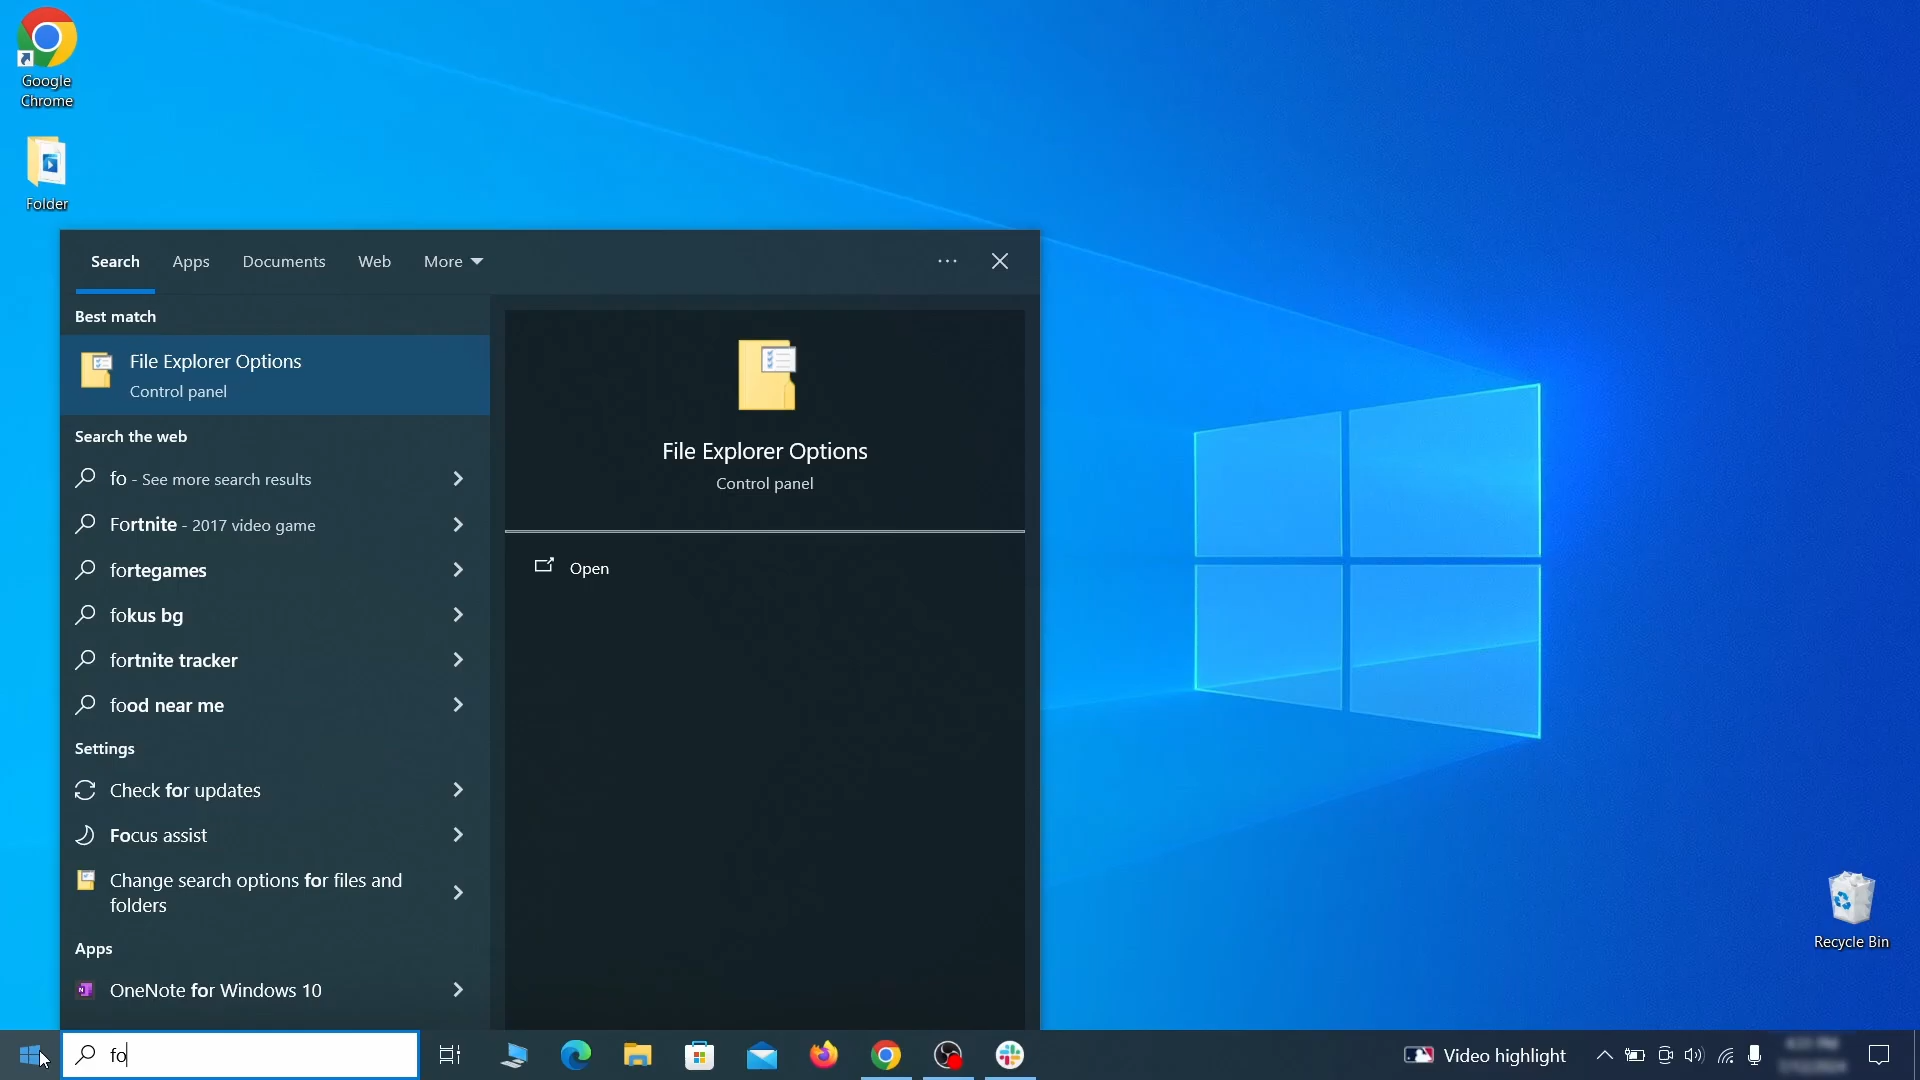 Google
Chrome
Folder
Search
Apps
Documents
Web
More
Best match
File Explorer Options
Control panel
Search the web
fo - See more search results
Fortnite - 2017 video game
fortegames
fokus bg
fortnite tracker
food near me
Settings
Check for updates
Focus assist
Change search options for files and
folders
Apps
OneNote for Windows 10
File Explorer Options
Control panel
Open
Recycle Bin
fo
Video highlight